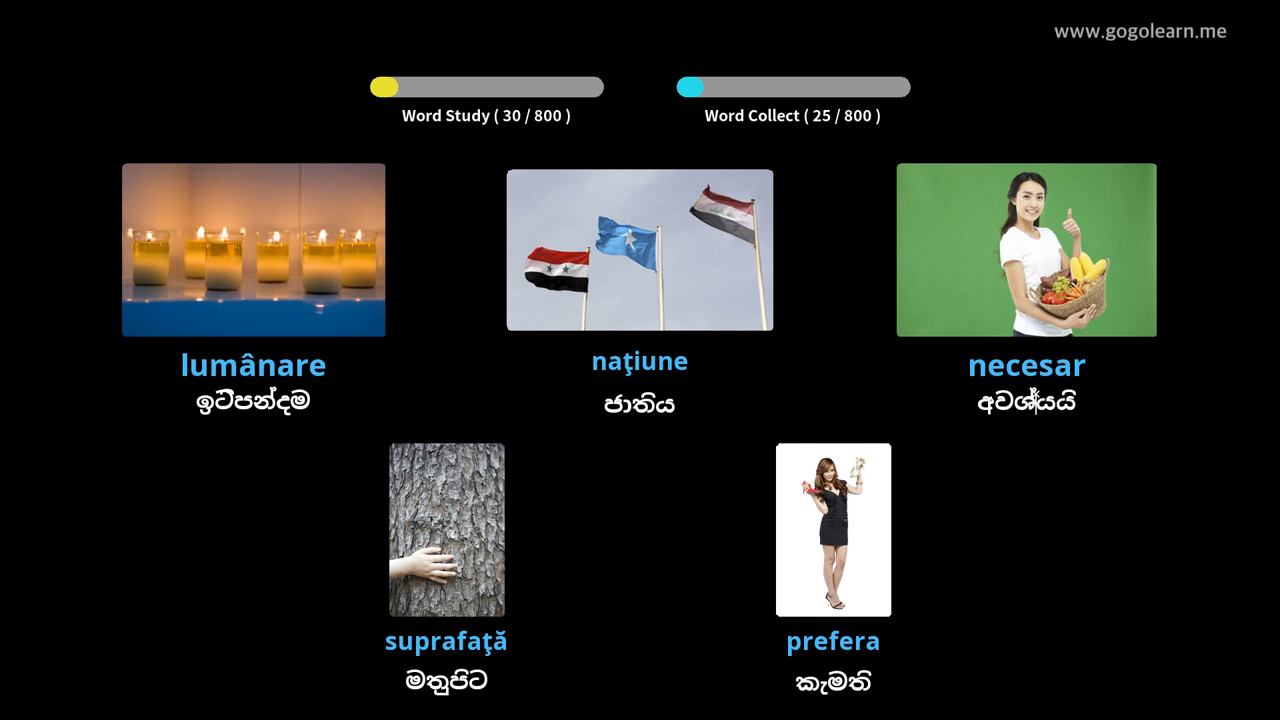 www.gogolearn.me
Word Study ( 30 / 800 )
Word Collect ( 25 / 800 )
lumânare
naţiune
necesar
ඉටිපන්දම
ජාතිය
අවශ්‍යයි
suprafaţă
prefera
මතුපිට
කැමති